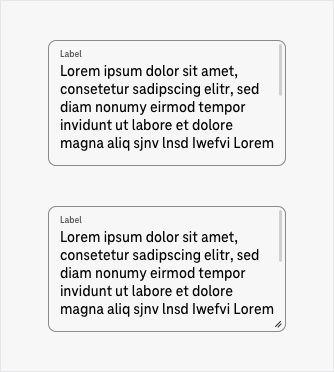 Label
Lorem ipsum dolor sit amet,
consetetur sadipscing elitr, sed
diam nonumy eirmod tempor
invidunt ut labore et dolore
magna aliq sjnv lnsd Iwefvi Lorem
Label
Lorem ipsum dolor sit amet,
consetetur sadipscing elitr, sed
diam nonumy eirmod tempor
invidunt ut labore et dolore
magna aliq sjnv lnsd Iwefvi Lorem